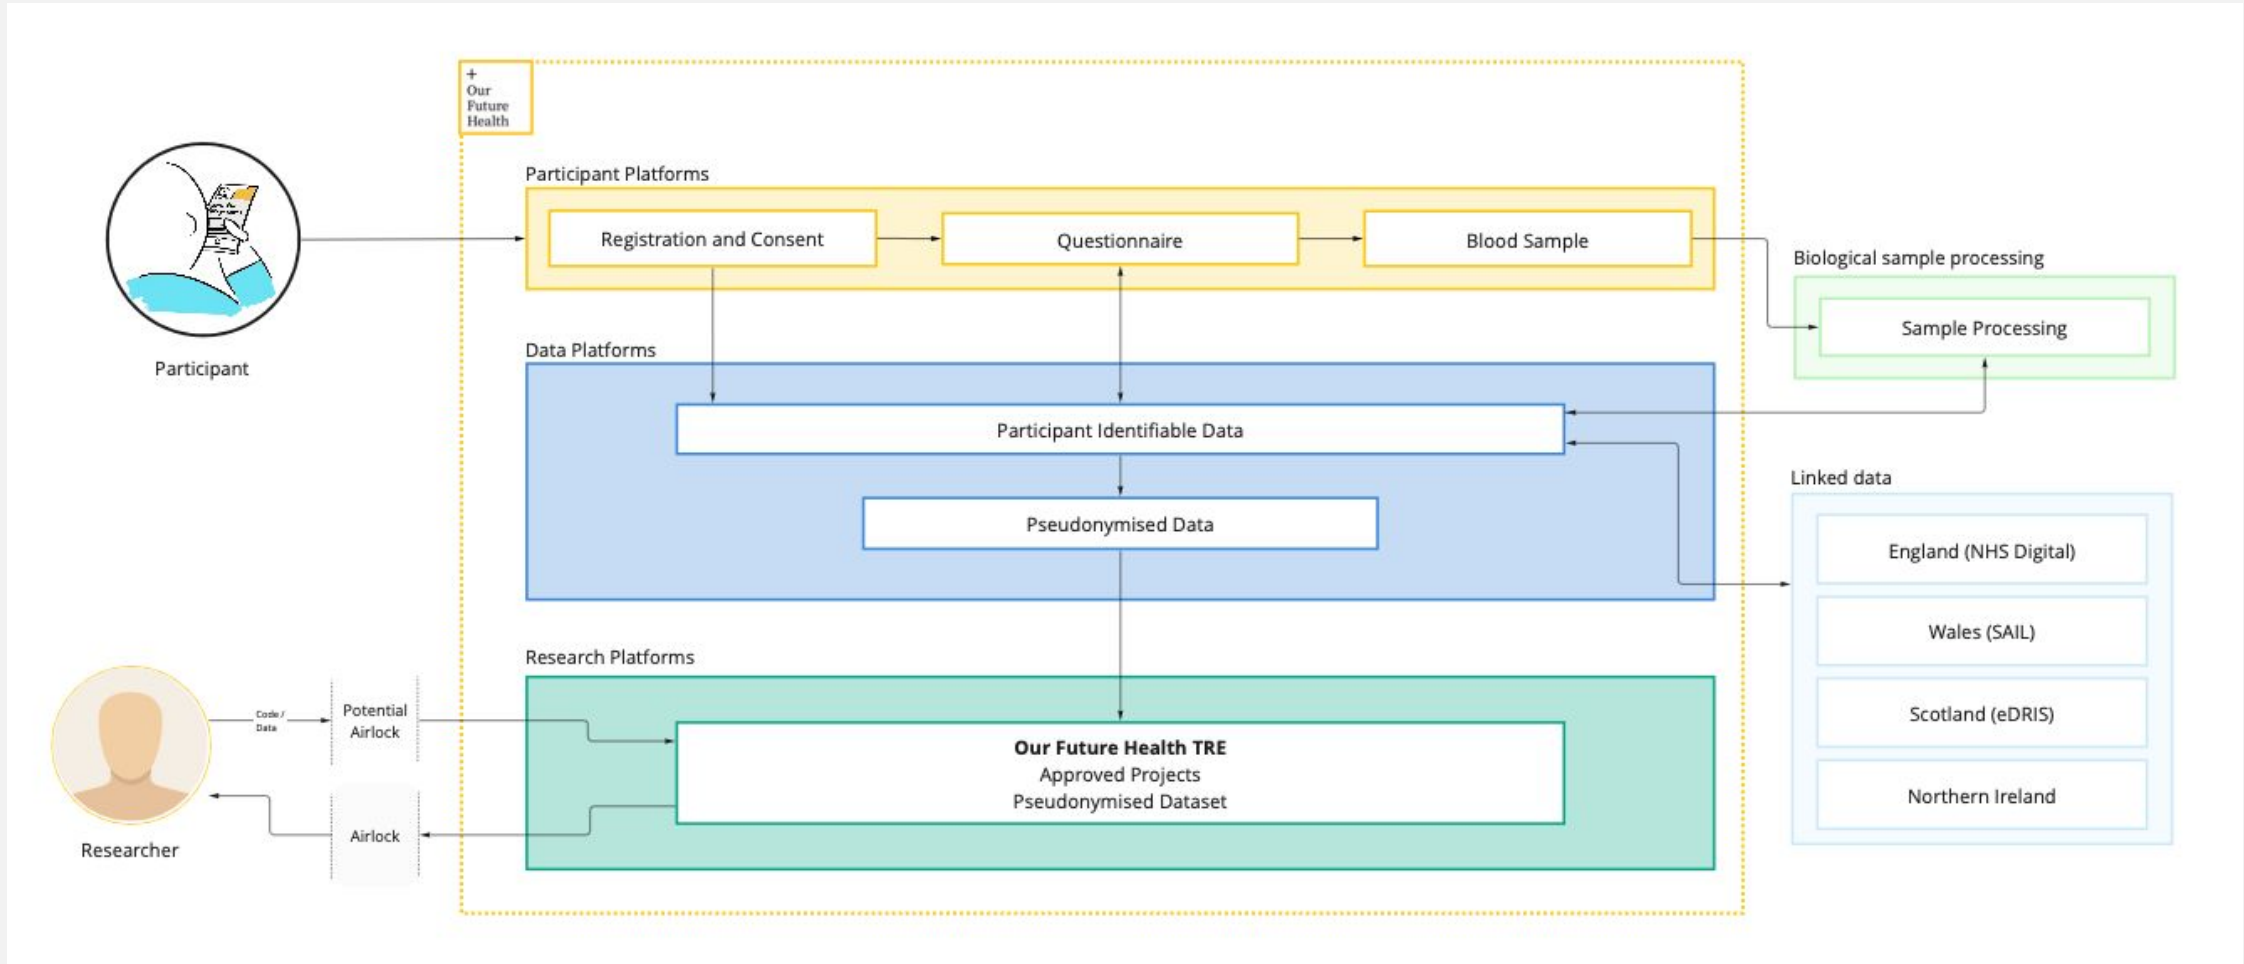 +
Our
Future
Health
Participant Platforms
Registration and Consent
Questionnaire
Blood Sample
Biological sample processing
Sample Processing
Participant
Data Platforms
Participant Identifiable Data
Pseudonymised Data
Linked data
England (NHS Digital)
Wales (SAIL)
Scotland (eDRIS)
Northern Ireland
Research Platforms
Code /
Data
Potential
Airlock
Our Future Health TRE
Approved Projects
Pseudonymised Dataset
Airlock
Researcher